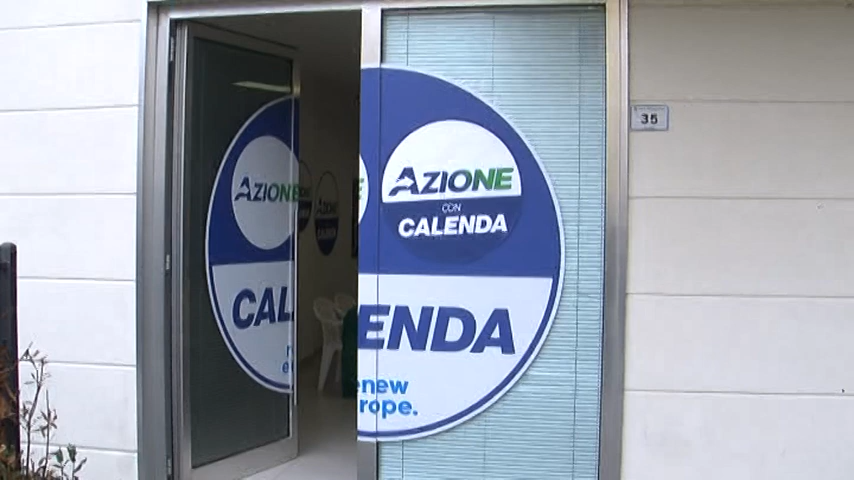 AZIONE
CAL
AZIONE
CON
CALENDA
ENDA
enew
rope.
35